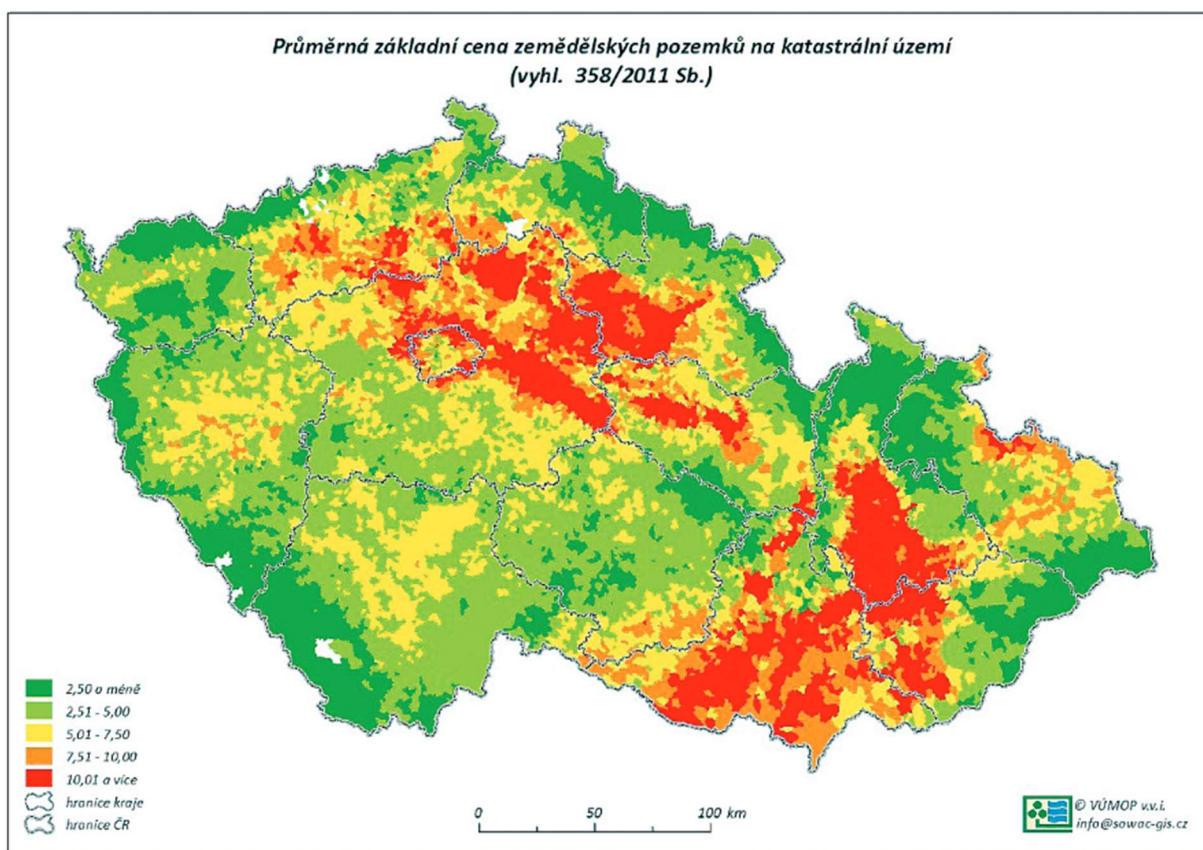 Průměrná základní cena zemědělských pozemků na katastrální území
(vyhl. 358/2011 Sb.)
2,50 a méně
2,51 - 5,00
5,01 - 7,50
7,51 - 10,00
10,01 a více
hranice kraje
hranice ČR
0 50 100 km
© VÚMOP v.v.i.
info@sowac-gis.cz